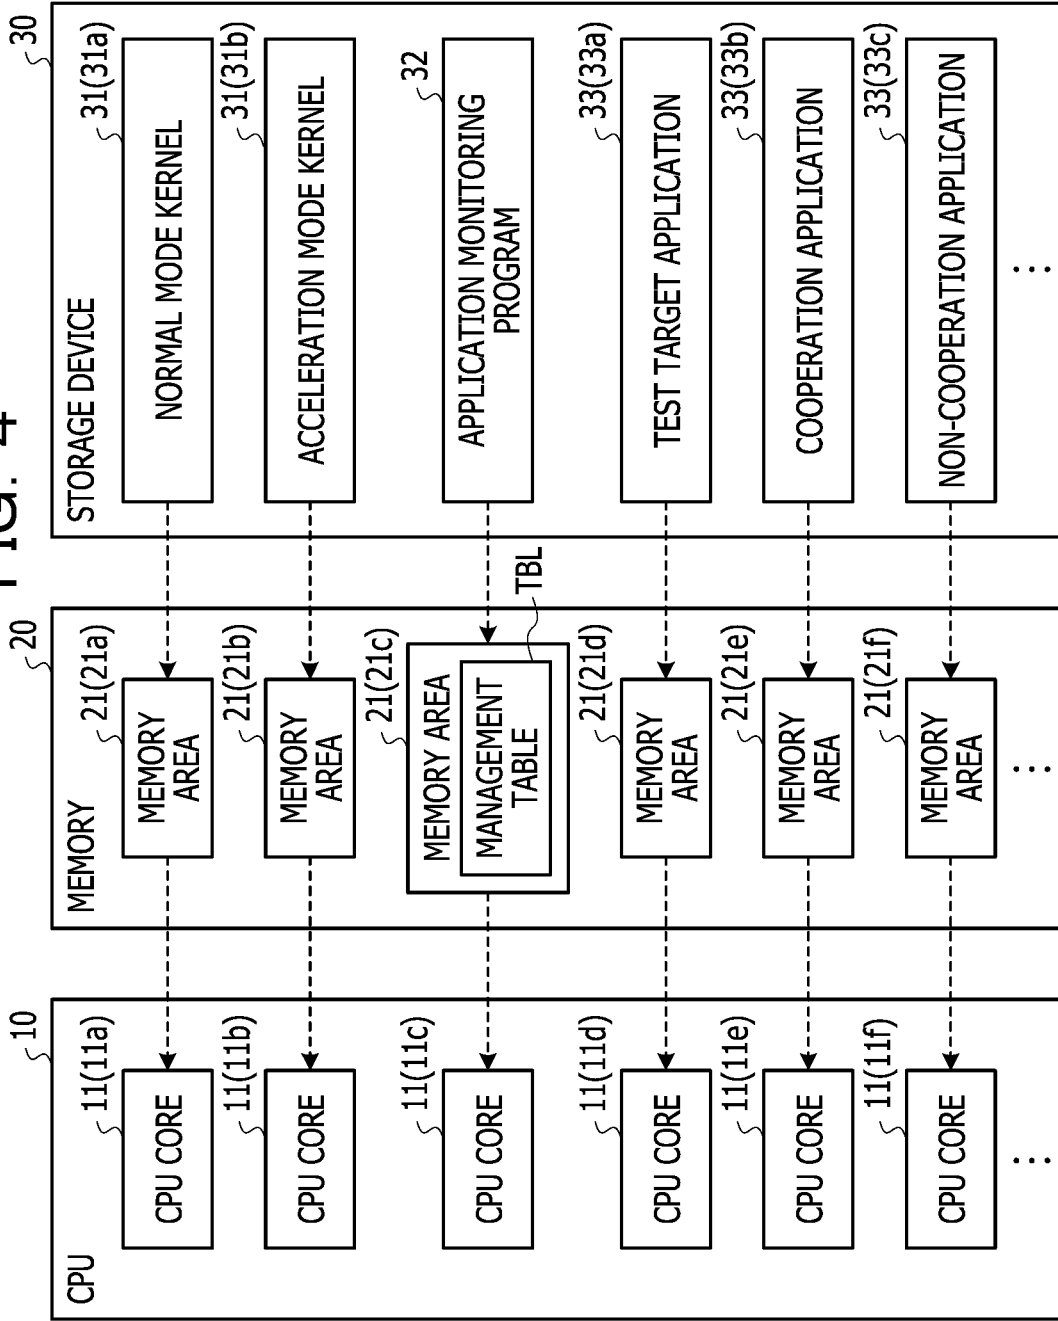 FIG. 4
30
STORAGE DEVICE
31(31a)
NORMAL MODE KERNEL
31(31b)
ACCELERATION MODE KERNEL
32
APPLICATION MONITORING
PROGRAM
33(33a)
TEST TARGET APPLICATION
33(33b)
COOPERATION APPLICATION
33(33c)
NON-COOPERATION APPLICATION
...
20
MEMORY
21(21a)
MEMORY
AREA
21(21b)
MEMORY
AREA
21(21c)
MEMORY AREA
MANAGEMENT
TABLE
TBL
21(21d)
MEMORY
AREA
21(21e)
MEMORY
AREA
21(21f)
MEMORY
AREA
...
10
CPU
11(11a)
CPU CORE
11(11b)
CPU CORE
11(11c)
CPU CORE
11(11d)
CPU CORE
11(11e)
CPU CORE
11(11f)
CPU CORE
...